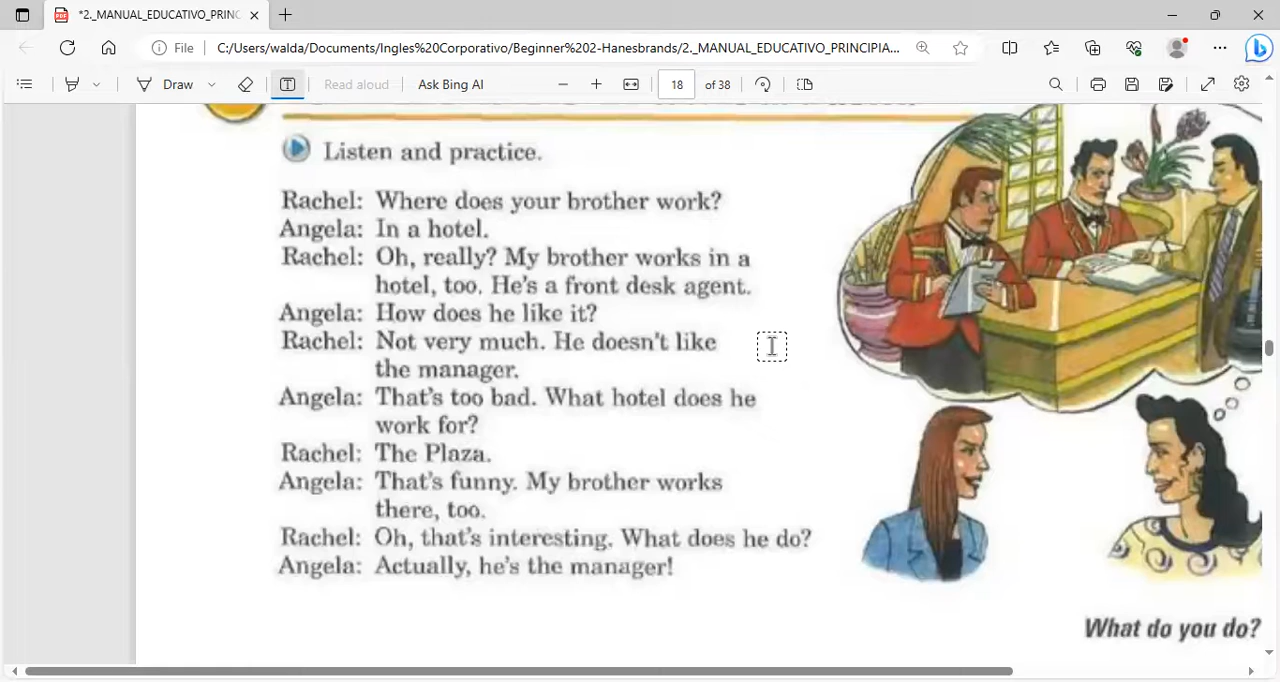 *2._MANUAL_EDUCATIVO_PRINC
File
C:/Users/walda/Documents/Ingles%20Corporativo/Beginner%202-Hanesbrands/2._MANUAL_EDUCATIVO_PRINCIPIA...
Draw
Read aloud
Ask Bing AI
18
of 38
Listen and practice.
Rachel: Where does your brother work?
Angela: In a hotel.
Rachel: Oh, really? My brother works in a
hotel, too. He's a front desk agent.
Angela: How does he like it?
Rachel: Not very much. He doesn't like
the manager.
Angela: That's too bad. What hotel does he
work for?
Rachel: The Plaza.
Angela: That's funny. My brother works
there, too.
Rachel: Oh, that's interesting. What does he do?
Angela: Actually, he's the manager!
What do you do?